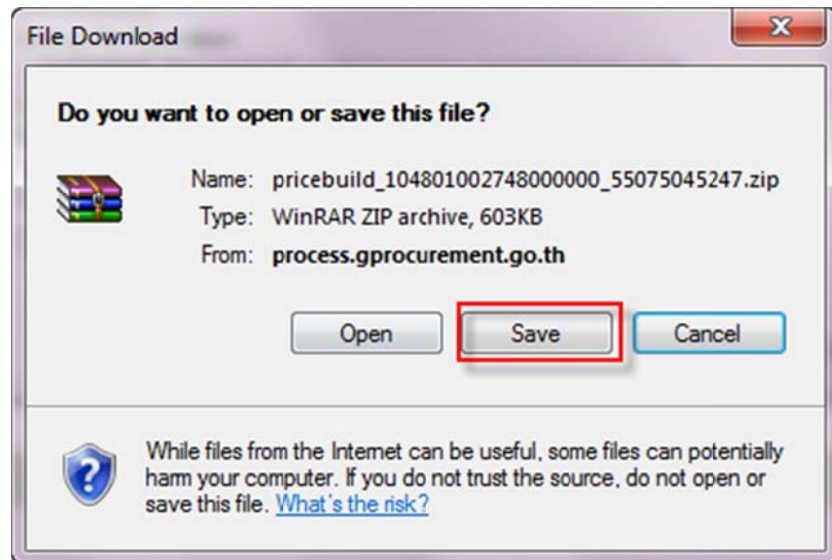 File Download
Do you want to open or save this file?
Name: pricebuild_104801002748000000_55075045247.zip
Type: WinRAR ZIP archive, 603KB
From: process.gprocurement.go.th
Open Save Cancel
While files from the Internet can be useful, some files can potentially
harm your computer. If you do not trust the source, do not open or
save this file. What's the risk?